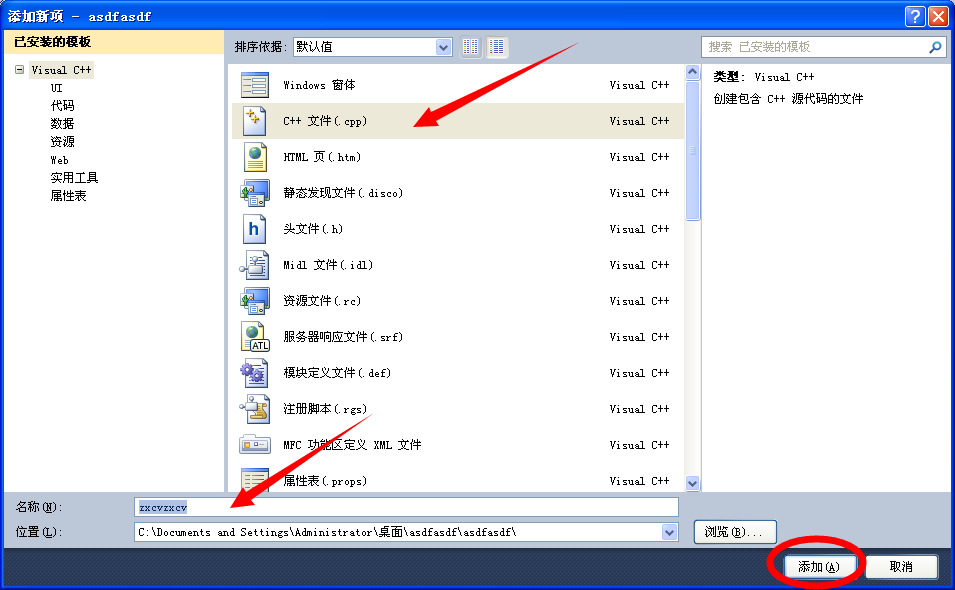 添加新项 - asdfasdf
已安装的模板
Visual C++
UI
代码
数据
资源
Web
实用工具
属性表
排序依据: 默认值
Windows 窗体 Visual C++
C++ 文件(.cpp) Visual C++
HTML 页(.htm) Visual C++
静态发现文件(.disco) Visual C++
头文件(.h) Visual C++
Midl 文件(.idl) Visual C++
资源文件(.rc) Visual C++
服务器响应文件(.srf) Visual C++
ATL
模块定义文件(.def) Visual C++
注册脚本(.rgs) Visual C++
MFC 功能区定义 XML 文件 Visual C++
属性表(.props) Visual C++
搜索 已安装的模板
类型: Visual C++
创建包含 C++ 源代码的文件
名称(N): zxcvzxcv
位置(L): C:\Documents and Settings\Administrator\桌面\asdfasdf\asdfasdf\
浏览(B)...
添加(A) 取消